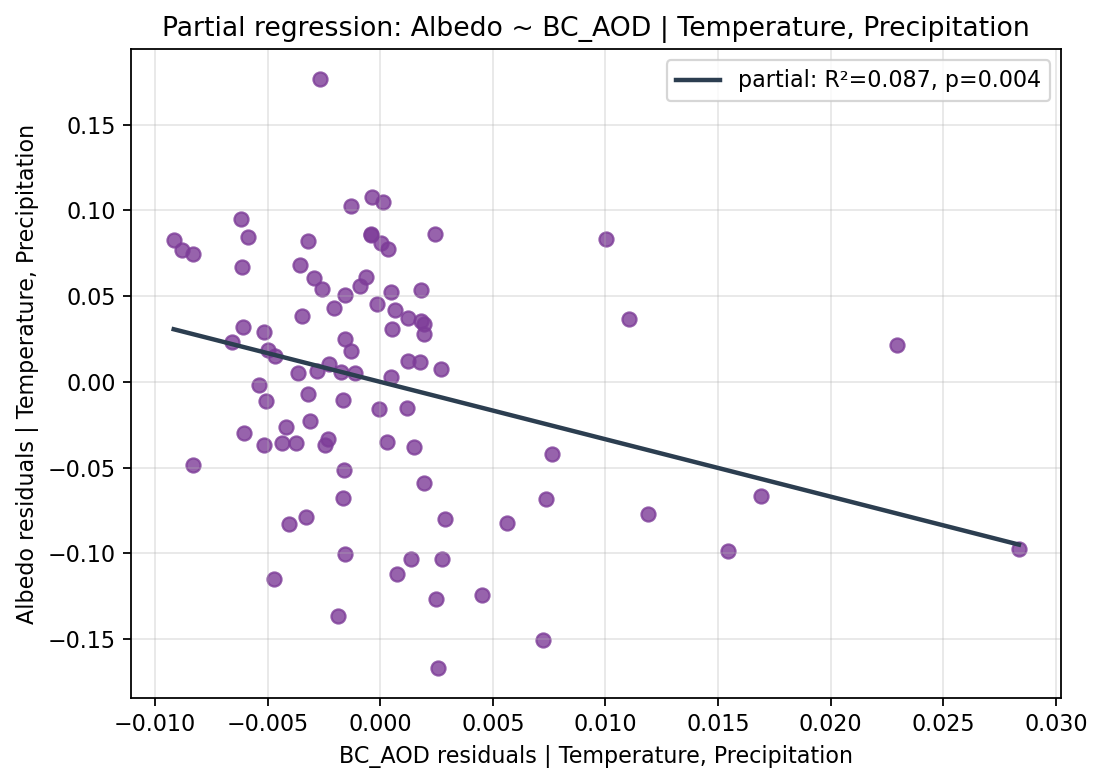 Partial regression: Albedo ~ BC_AOD | Temperature, Precipitation
partial: R²=0.087, p=0.004
Albedo residuals | Temperature, Precipitation
0.15
0.10
0.05
0.00
−0.05
−0.10
−0.15
−0.010 −0.005 0.000 0.005 0.010 0.015 0.020 0.025 0.030
BC_AOD residuals | Temperature, Precipitation